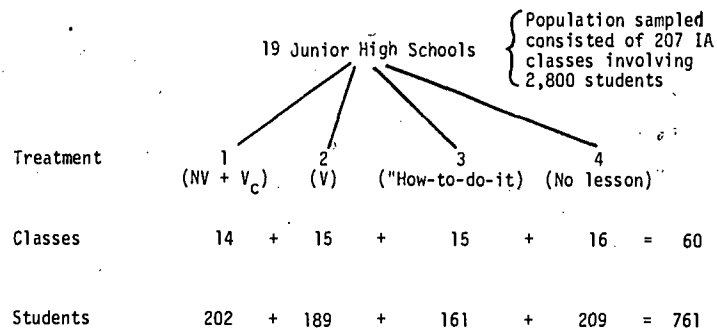 19 Junior High Schools
Population sampled
consisted of 207 IA
classes involving
2,800 students
Treatment 1 2 3 4
(NV + Vc) (V) ("How-to-do-it) (No lesson)
Classes 14 + 15 + 15 + 16 = 60
Students 202 + 189 + 161 + 209 = 761